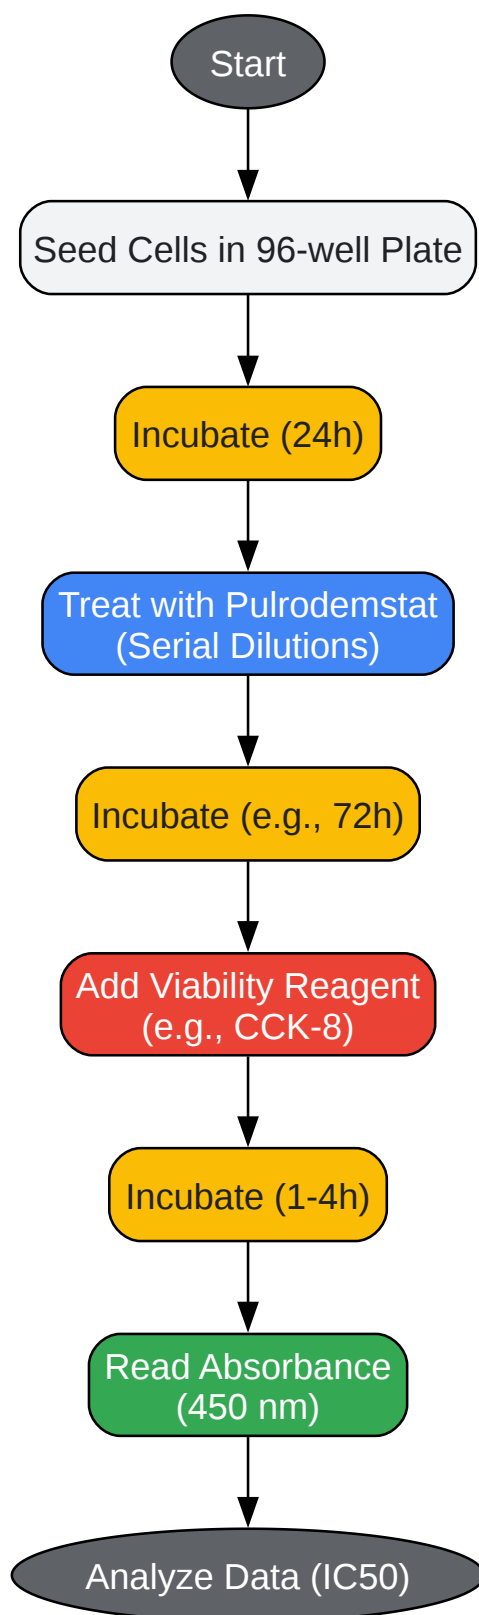 Start
Seed Cells in 96-well Plate
Incubate (24h)
Treat with Pulrodemstat
(Serial Dilutions)
Incubate (e.g., 72h)
Add Viability Reagent
(e.g., CCK-8)
Incubate (1-4h)
Read Absorbance
(450 nm)
Analyze Data (IC50)